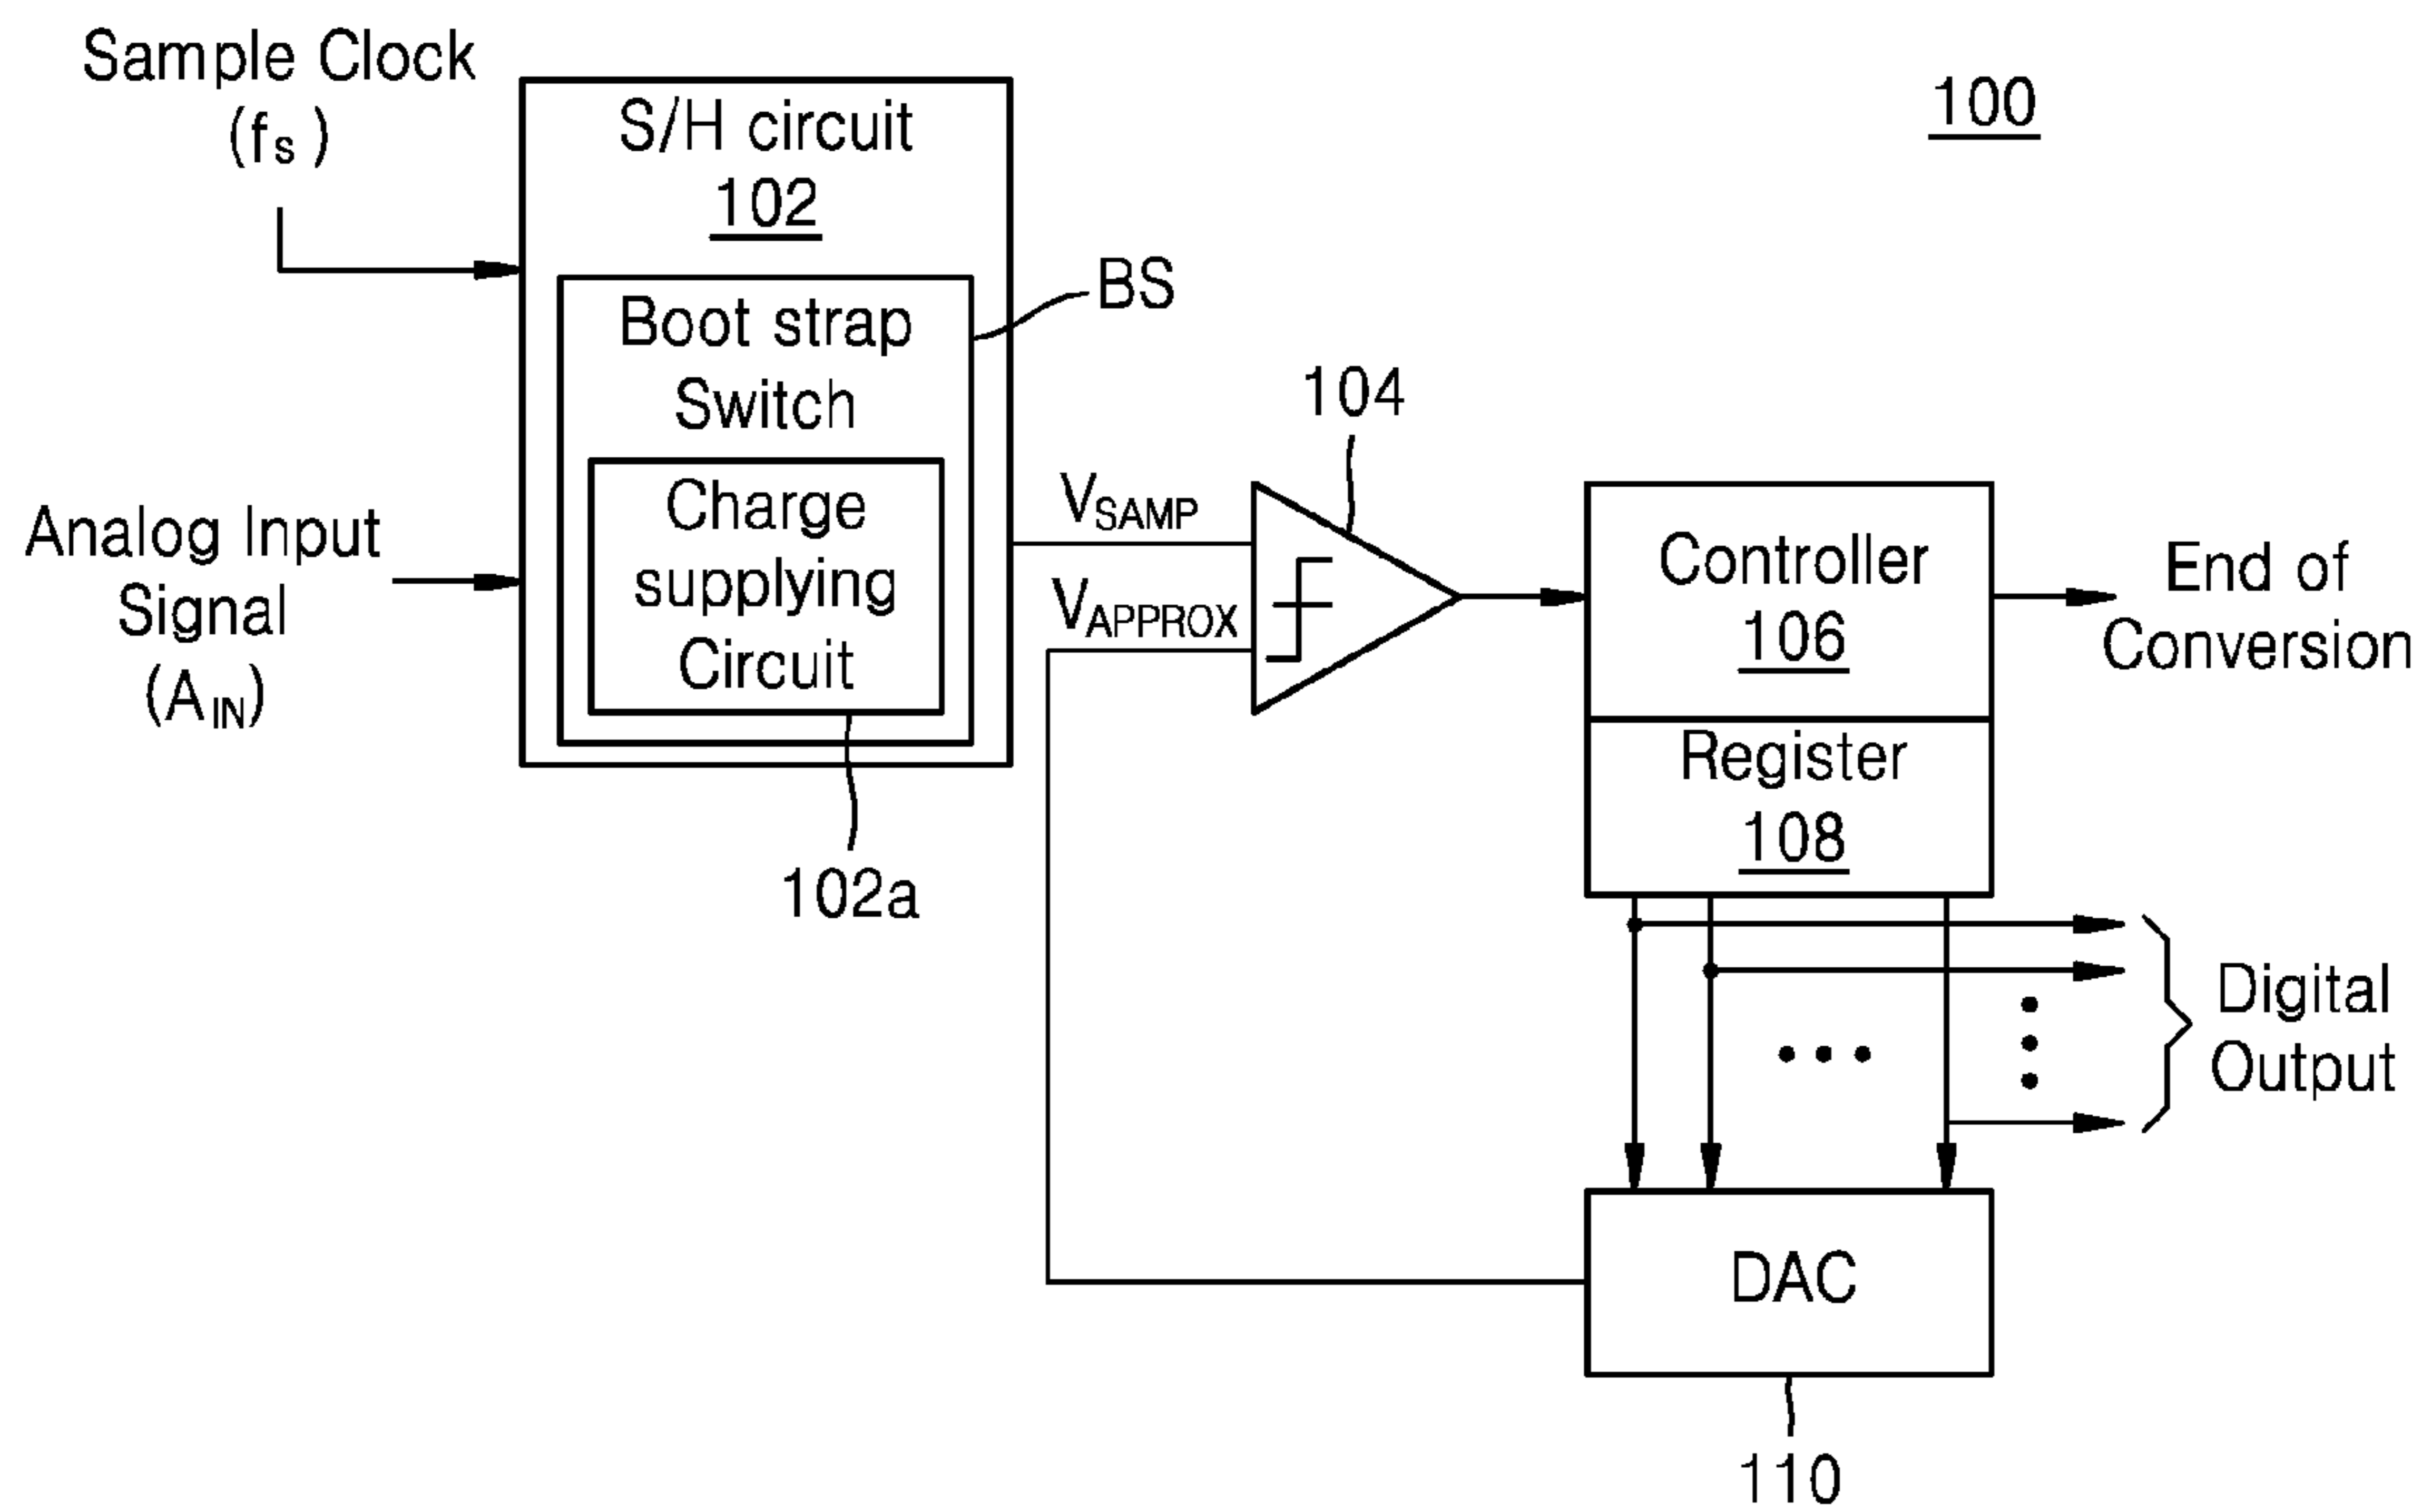 Sample Clock
(fS)
100
S/H circuit
102
BS
Boot strap
Switch
104
Charge
supplying
Circuit
VSAMP
VAPPROX
Analog Input
Signal
(AIN)
Controller
106
End of
Conversion
Register
108
102a
Digital
Output
DAC
110